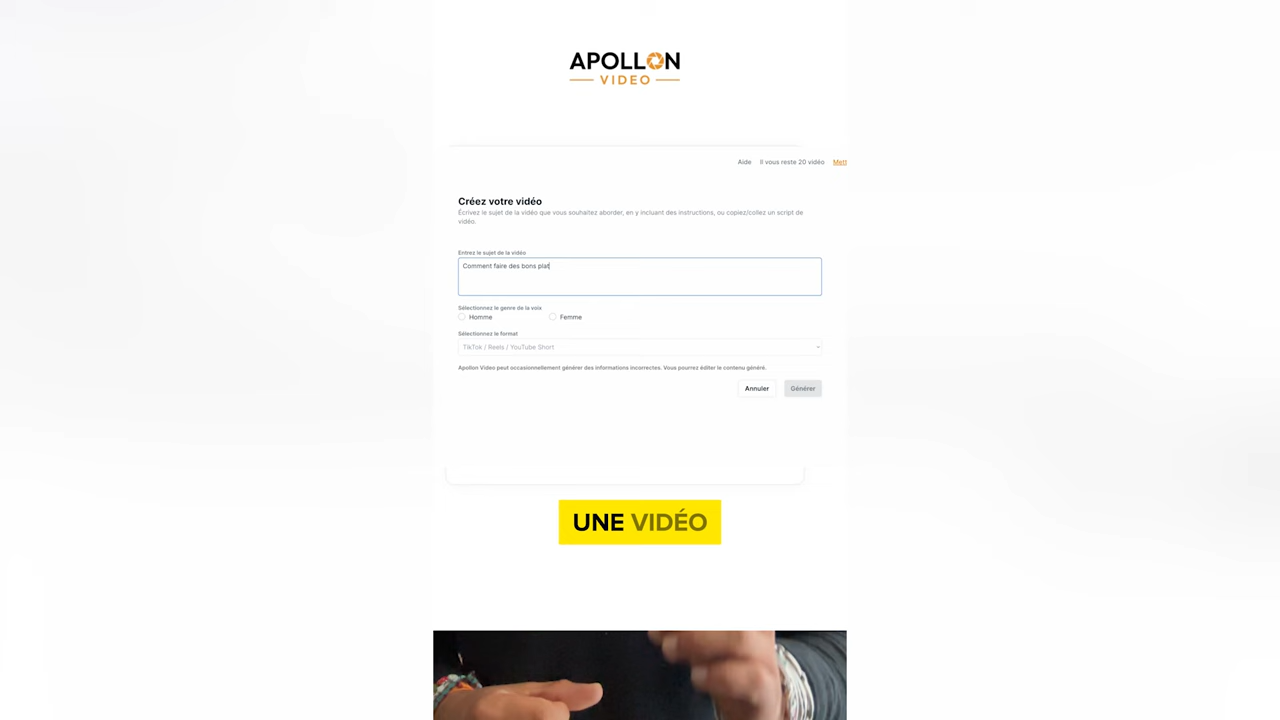 APOLLON
VIDEO
Aide Il vous reste 20 vidéo Mett
Créez votre vidéo
Écrivez le sujet de la vidéo que vous souhaitez aborder, en y incluant des instructions, ou copiez/collez un script de
vidéo.
Entrez le sujet de la vidéo
Comment faire des bons plat
Sélectionnez le genre de la voix
Homme Femme
Sélectionnez le format
TikTok / Reels / YouTube Short
Apollon Video peut occasionnellement générer des informations incorrectes. Vous pourrez éditer le contenu généré.
Annuler Générer
UNE VIDÉO